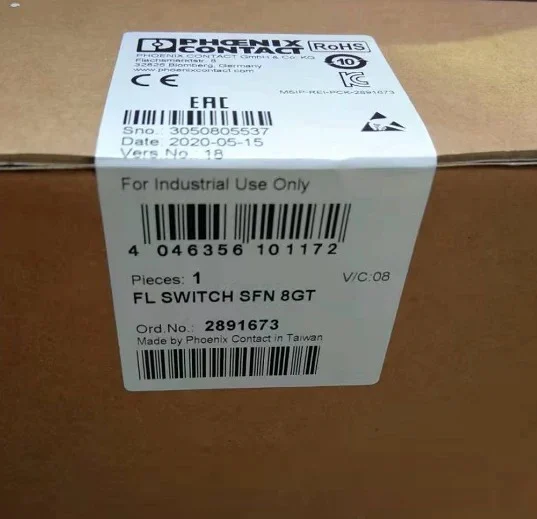 PHOENIX
CONTACT
RoHS
PHOENIX CONTACT GmbH & Co. KG
Flachsmarktstr. 8
32825 Blomberg, Germany
www.phoenixcontact.com
10
CE
EAC
MSIP-REI-PCK-2891673
Sno.: 3050805537
Date: 2020-05-15
Vers.No.: 18
For Industrial Use Only
4 046356 101172
Pieces: 1
V/C:08
FL SWITCH SFN 8GT
Ord.No.: 2891673
Made by Phoenix Contact in Taiwan